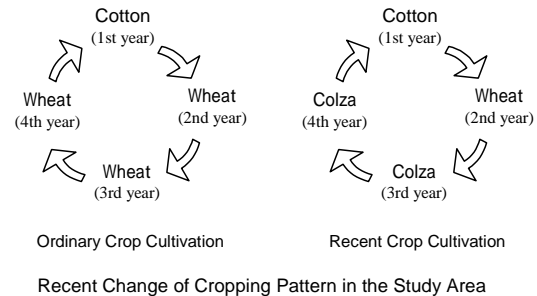 Cotton
(1st year)
Wheat
(2nd year)
Wheat
(3rd year)
Wheat
(4th year)
Ordinary Crop Cultivation
Cotton
(1st year)
Wheat
(2nd year)
Colza
(3rd year)
Colza
(4th year)
Recent Crop Cultivation
Recent Change of Cropping Pattern in the Study Area